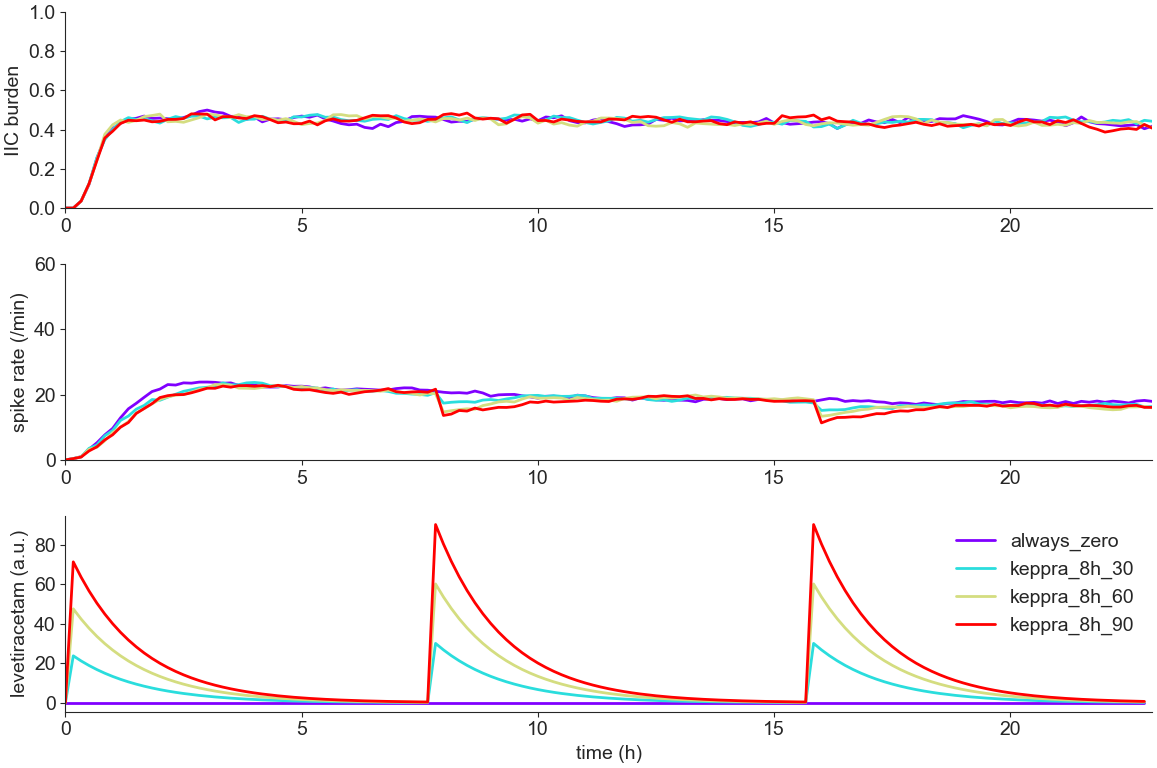 IIC burden
1.0
0.8
0.6
0.4
0.2
0.0
0 5 10 15 20
spike rate (/min)
60
40
20
0
0 5 10 15 20
levetiracetam (a.u.)
80
60
40
20
0
0 5 10 15 20
time (h)
always_zero
keppra_8h_30
keppra_8h_60
keppra_8h_90